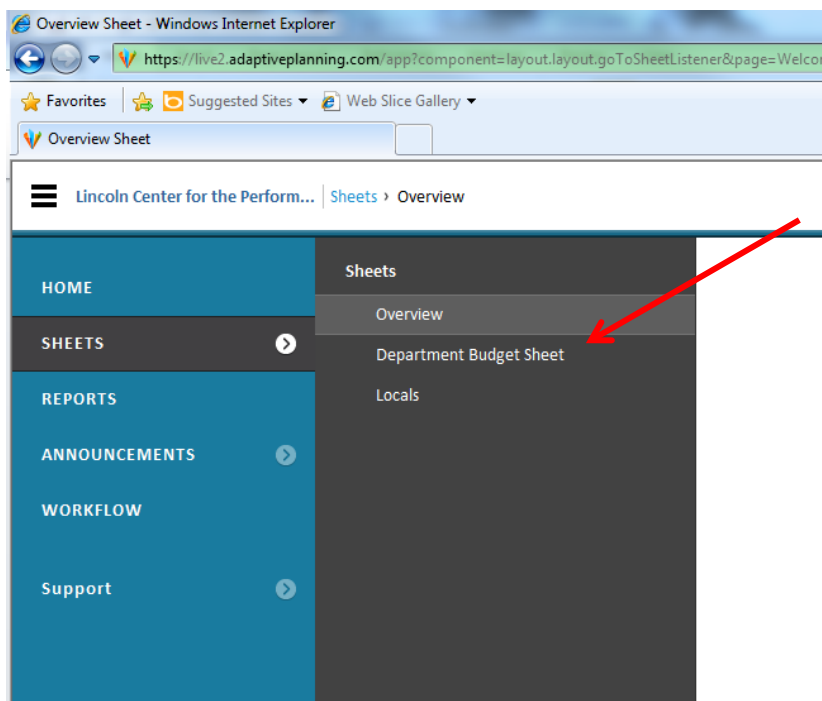 Overview Sheet - Windows Internet Explorer
https://live2.adaptiveplanning.com/app?component=layout.layout.goToSheetListener&page=Welco
Favorites Suggested Sites Web Slice Gallery
Overview Sheet
Lincoln Center for the Perform... Sheets › Overview
Sheets
HOME
Overview
SHEETS
Department Budget Sheet
REPORTS
Locals
ANNOUNCEMENTS
WORKFLOW
Support